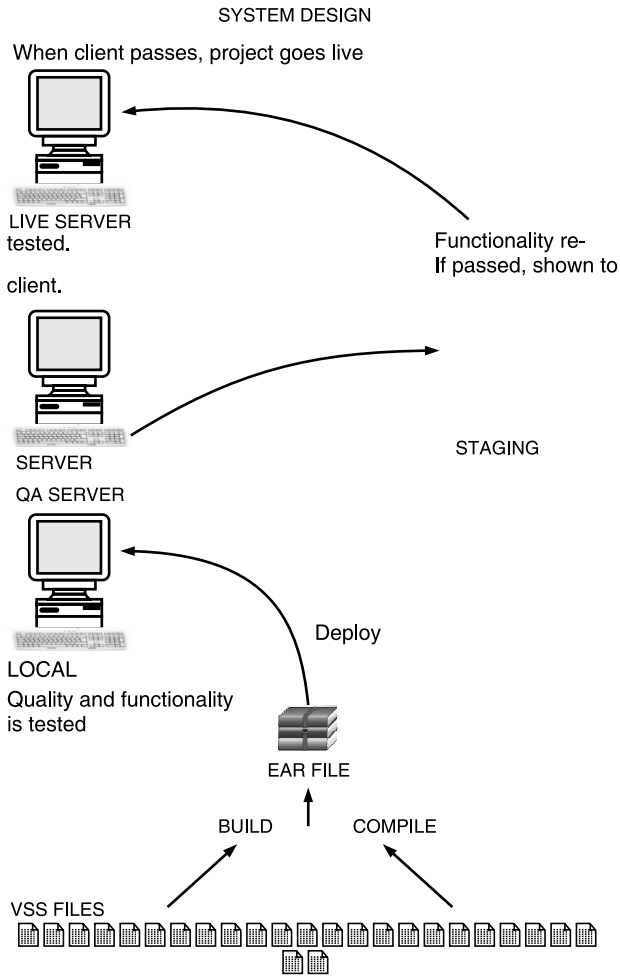 SYSTEM DESIGN
When client passes, project goes live
LIVE SERVER
tested.
Functionality re-
If passed, shown to
client.
SERVER
STAGING
QA SERVER
Deploy
LOCAL
Quality and functionality
is tested
EAR FILE
BUILD
COMPILE
VSS FILES